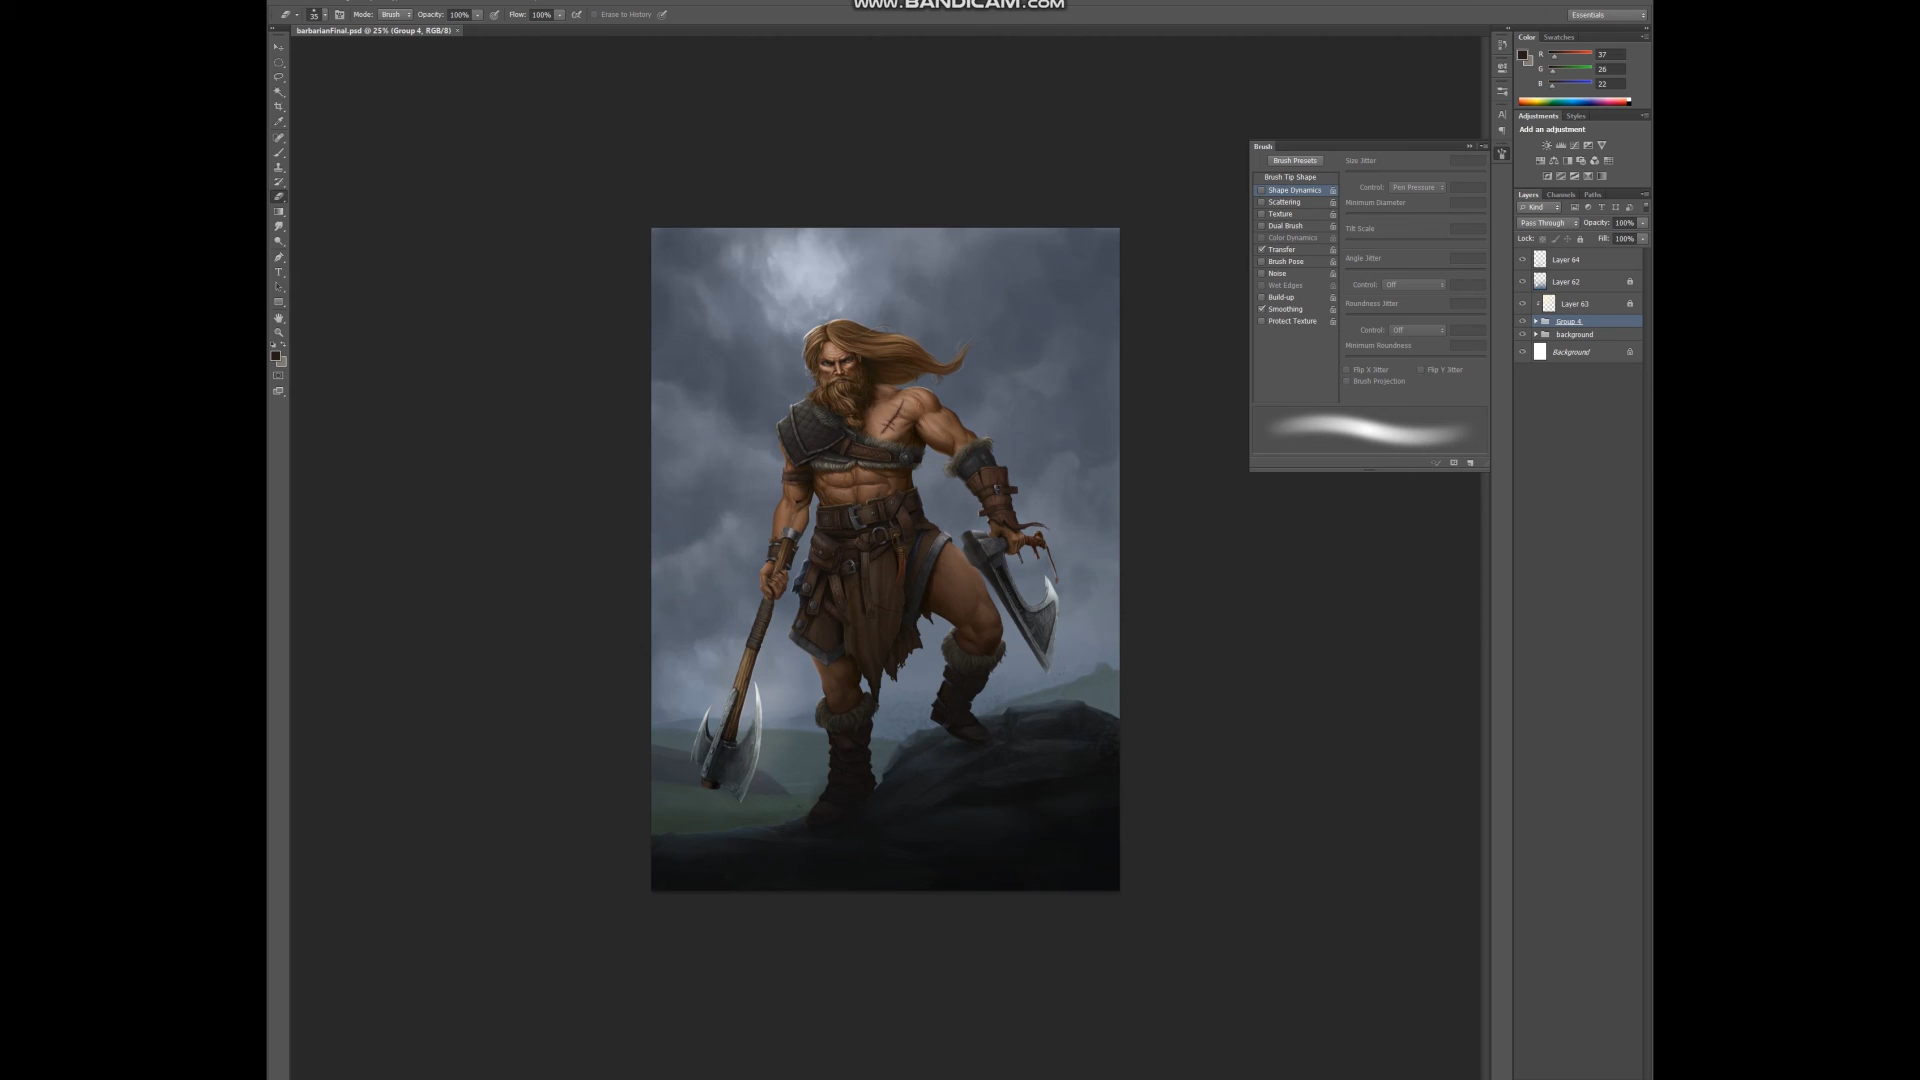 www.BANDICAM.com
35
Mode: Brush
Opacity: 100%
Flow: 100%
Erase to History
Essentials
barbarianFinal.psd @ 25% (Group 4, RGB/8) ×
Color Swatches
R 37
G 26
B 22
Adjustments Styles
Add an adjustment
Brush
Brush Presets
Brush Tip Shape
Shape Dynamics
Scattering
Texture
Dual Brush
Color Dynamics
Transfer
Brush Pose
Noise
Wet Edges
Build-up
Smoothing
Protect Texture
Size Jitter
Control: Pen Pressure
Minimum Diameter
Tilt Scale
Angle Jitter
Control: Off
Roundness Jitter
Control: Off
Minimum Roundness
Flip X Jitter Flip Y Jitter
Brush Projection
Layers Channels Paths
Kind
Pass Through Opacity: 100%
Lock: Fill: 100%
Layer 64
Layer 62
Layer 63
Group 4
background
Background